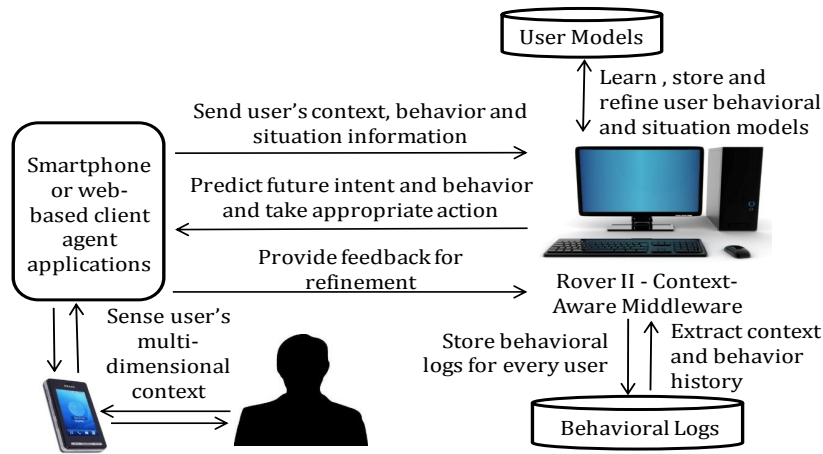 User Models
Learn , store and
refine user behavioral
and situation models
Send user's context, behavior and
situation information
Smartphone
or web-
based client
agent
applications
Predict future intent and behavior
and take appropriate action
Provide feedback for
refinement
Rover II - Context-
Aware Middleware
Sense user's
multi-
dimensional
context
Store behavioral
logs for every user
Extract context
and behavior
history
Behavioral Logs